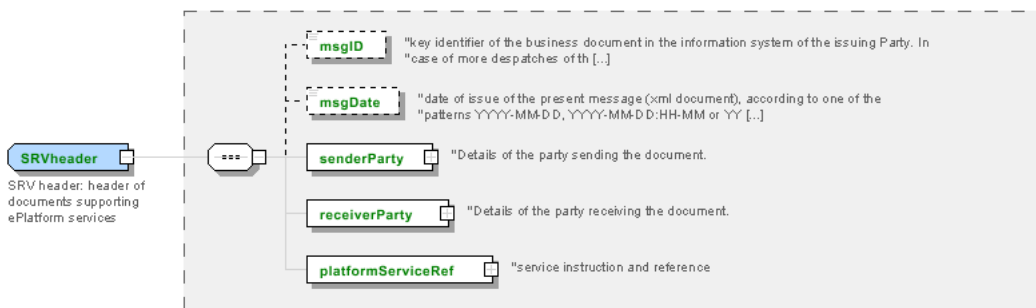 msgID
"key identifier of the business document in the information system of the issuing Party. In
"case of more despatches of th [...]
msgDate
"date of issue of the present message (xml document), according to one of the
"patterns YYYY-MM-DD, YYYY-MM-DD:HH-MM or YY [...]
SRVheader
SRV header: header of
documents supporting
ePlatform services
senderParty
"Details of the party sending the document.
receiverParty
"Details of the party receiving the document.
platformServiceRef
"service instruction and reference